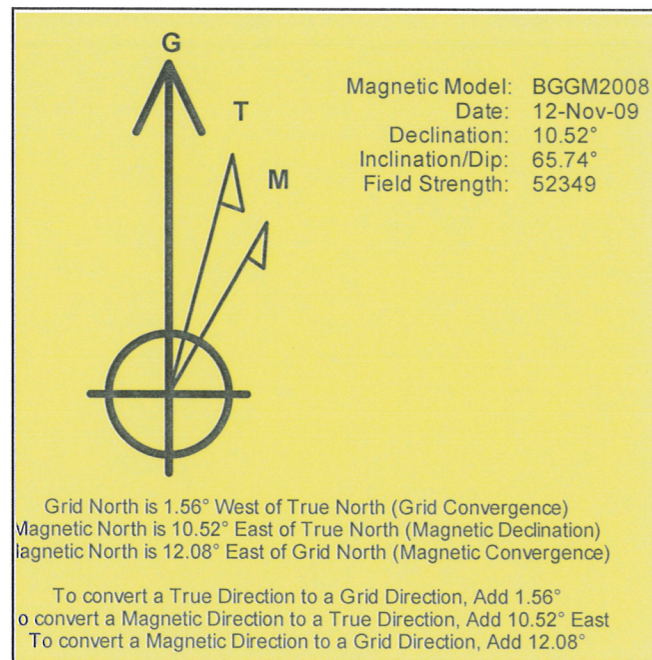 G
T
M
Magnetic Model: BGGM2008
Date: 12-Nov-09
Declination: 10.52°
Inclination/Dip: 65.74°
Field Strength: 52349
Grid North is 1.56° West of True North (Grid Convergence)
Magnetic North is 10.52° East of True North (Magnetic Declination)
agnetic North is 12.08° East of Grid North (Magnetic Convergence)
To convert a True Direction to a Grid Direction, Add 1.56°
o convert a Magnetic Direction to a True Direction, Add 10.52° East
To convert a Magnetic Direction to a Grid Direction, Add 12.08°